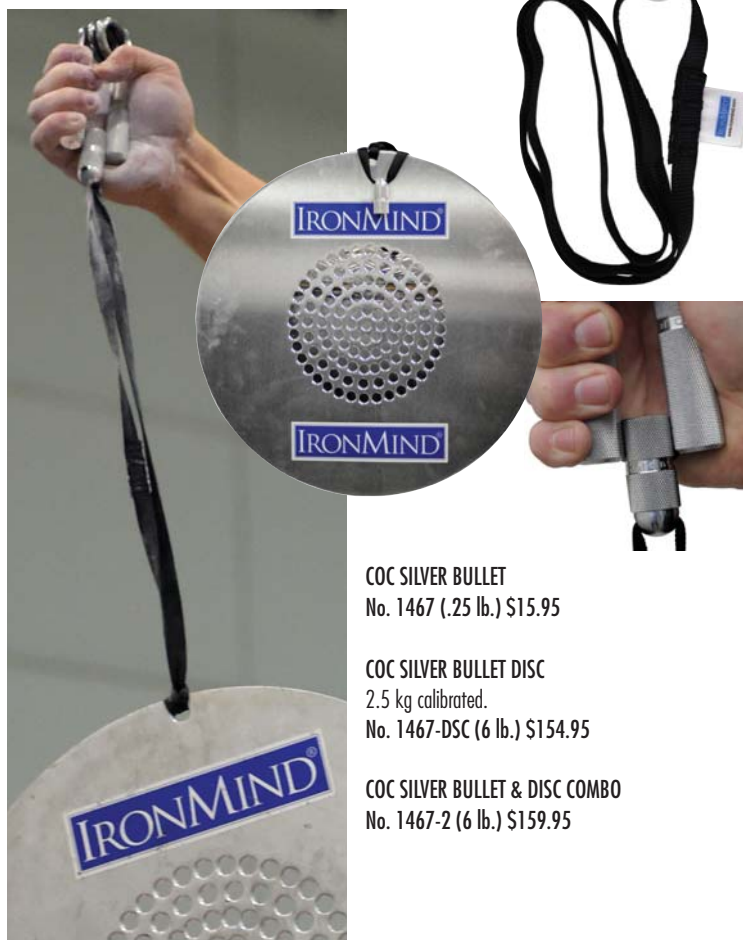 IRONMIND®
IRONMIND®
IRONMIND®
COC SILVER BULLET
No. 1467 (.25 lb.) $15.95
COC SILVER BULLET DISC
2.5 kg calibrated.
No. 1467-DSC (6 lb.) $154.95
COC SILVER BULLET & DISC COMBO
No. 1467-2 (6 lb.) $159.95